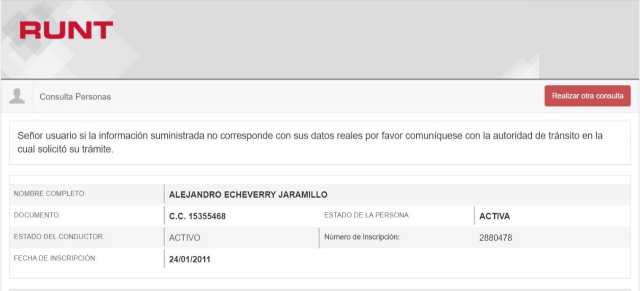 RUNT
Consulta Personas
Realizar otra consulta
Señor usuario si la información suministrada no corresponde con sus datos reales por favor comuníquese con la autoridad de tránsito en la
cual solicitó su trámite.
NOMBRE COMPLETO: ALEJANDRO ECHEVERRY JARAMILLO
DOCUMENTO: C.C. 15355468 ESTADO DE LA PERSONA: ACTIVA
ESTADO DEL CONDUCTOR: ACTIVO Número de Inscripción: 2880478
FECHA DE INSCRIPCIÓN: 24/01/2011